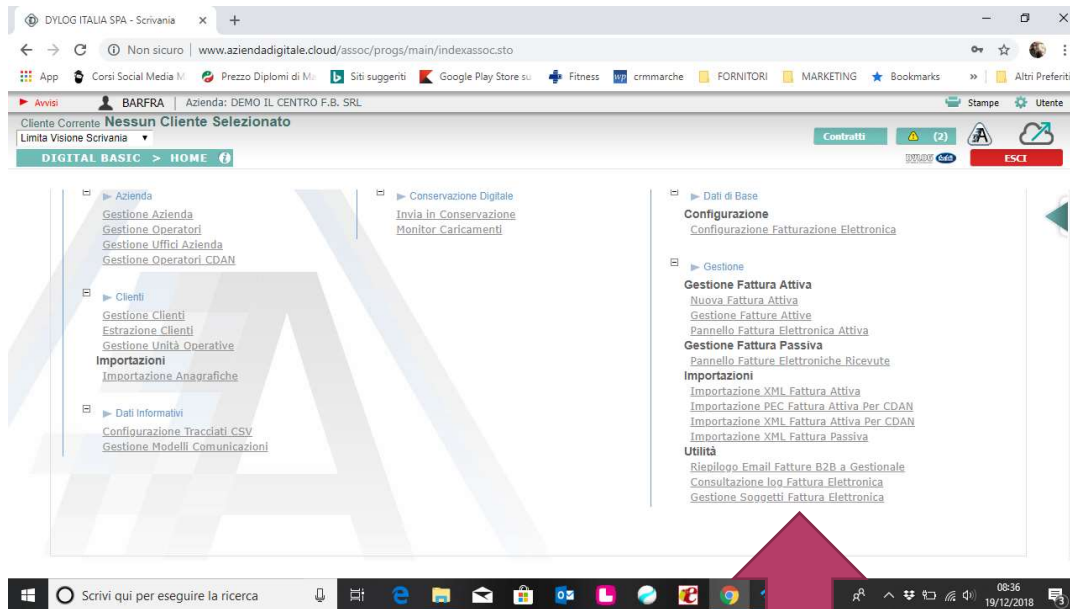 DYLOG ITALIA SPA - Scrivania
Non sicuro | www.aziendadigitale.cloud/assoc/progs/main/indexassoc.sto
App Corsi Social Media M Prezzo Diplomi di Ma Siti suggeriti Google Play Store su Fitness wp crmmarche FORNITORI MARKETING Bookmarks » Altri Preferiti
Avvisi BARFRA | Azienda: DEMO IL CENTRO F.B. SRL Stampe Utente
Cliente Corrente Nessun Cliente Selezionato
Limita Visione Scrivania Contratti (2)
DIGITAL BASIC > HOME DYLOG ESCI
Azienda
Gestione Azienda
Gestione Operatori
Gestione Uffici Azienda
Gestione Operatori CDAN
Clienti
Gestione Clienti
Estrazione Clienti
Gestione Unità Operative
Importazioni
Importazione Anagrafiche
Dati Informativi
Configurazione Tracciati CSV
Gestione Modelli Comunicazioni
Conservazione Digitale
Invia in Conservazione
Monitor Caricamenti
Dati di Base
Configurazione
Configurazione Fatturazione Elettronica
Gestione
Gestione Fattura Attiva
Nuova Fattura Attiva
Gestione Fatture Attive
Pannello Fattura Elettronica Attiva
Gestione Fattura Passiva
Pannello Fatture Elettroniche Ricevute
Importazioni
Importazione XML Fattura Attiva
Importazione PEC Fattura Attiva Per CDAN
Importazione XML Fattura Attiva Per CDAN
Importazione XML Fattura Passiva
Utilità
Riepilogo Email Fatture B2B a Gestionale
Consultazione log Fattura Elettronica
Gestione Soggetti Fattura Elettronica
Scrivi qui per eseguire la ricerca
08:36
19/12/2018